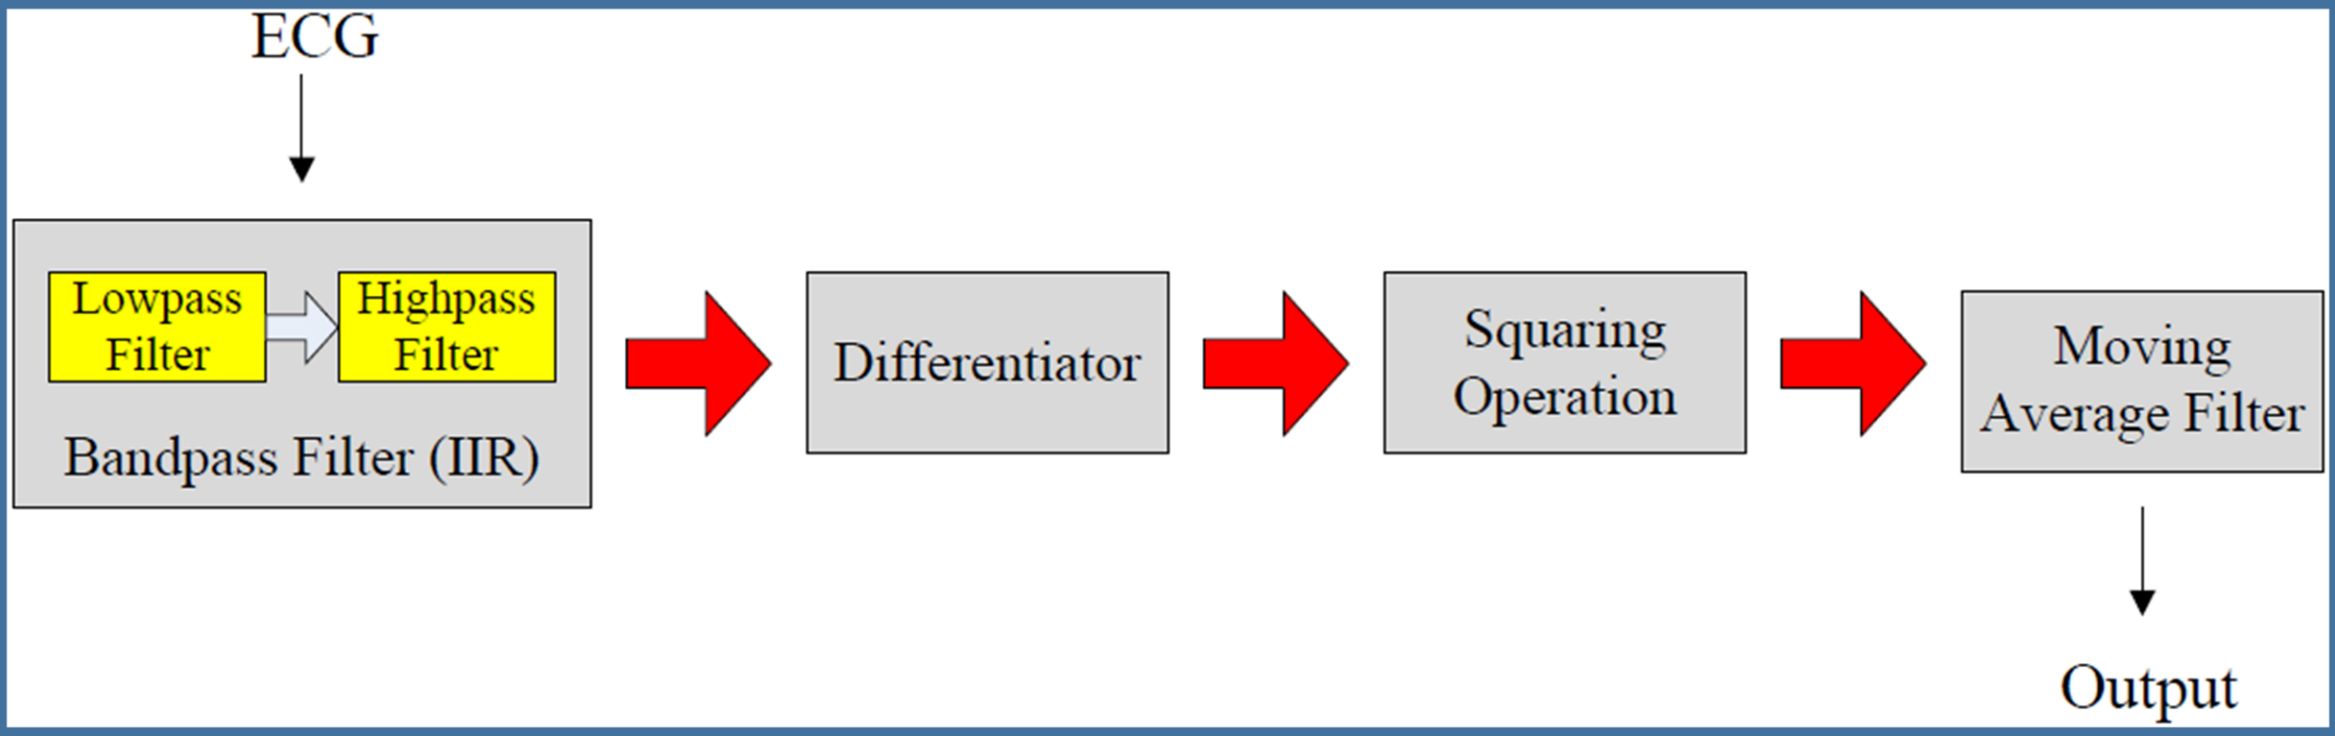 ECG
Lowpass
Filter
Highpass
Filter
Bandpass Filter (IIR)
Differentiator
Squaring
Operation
Moving
Average Filter
Output